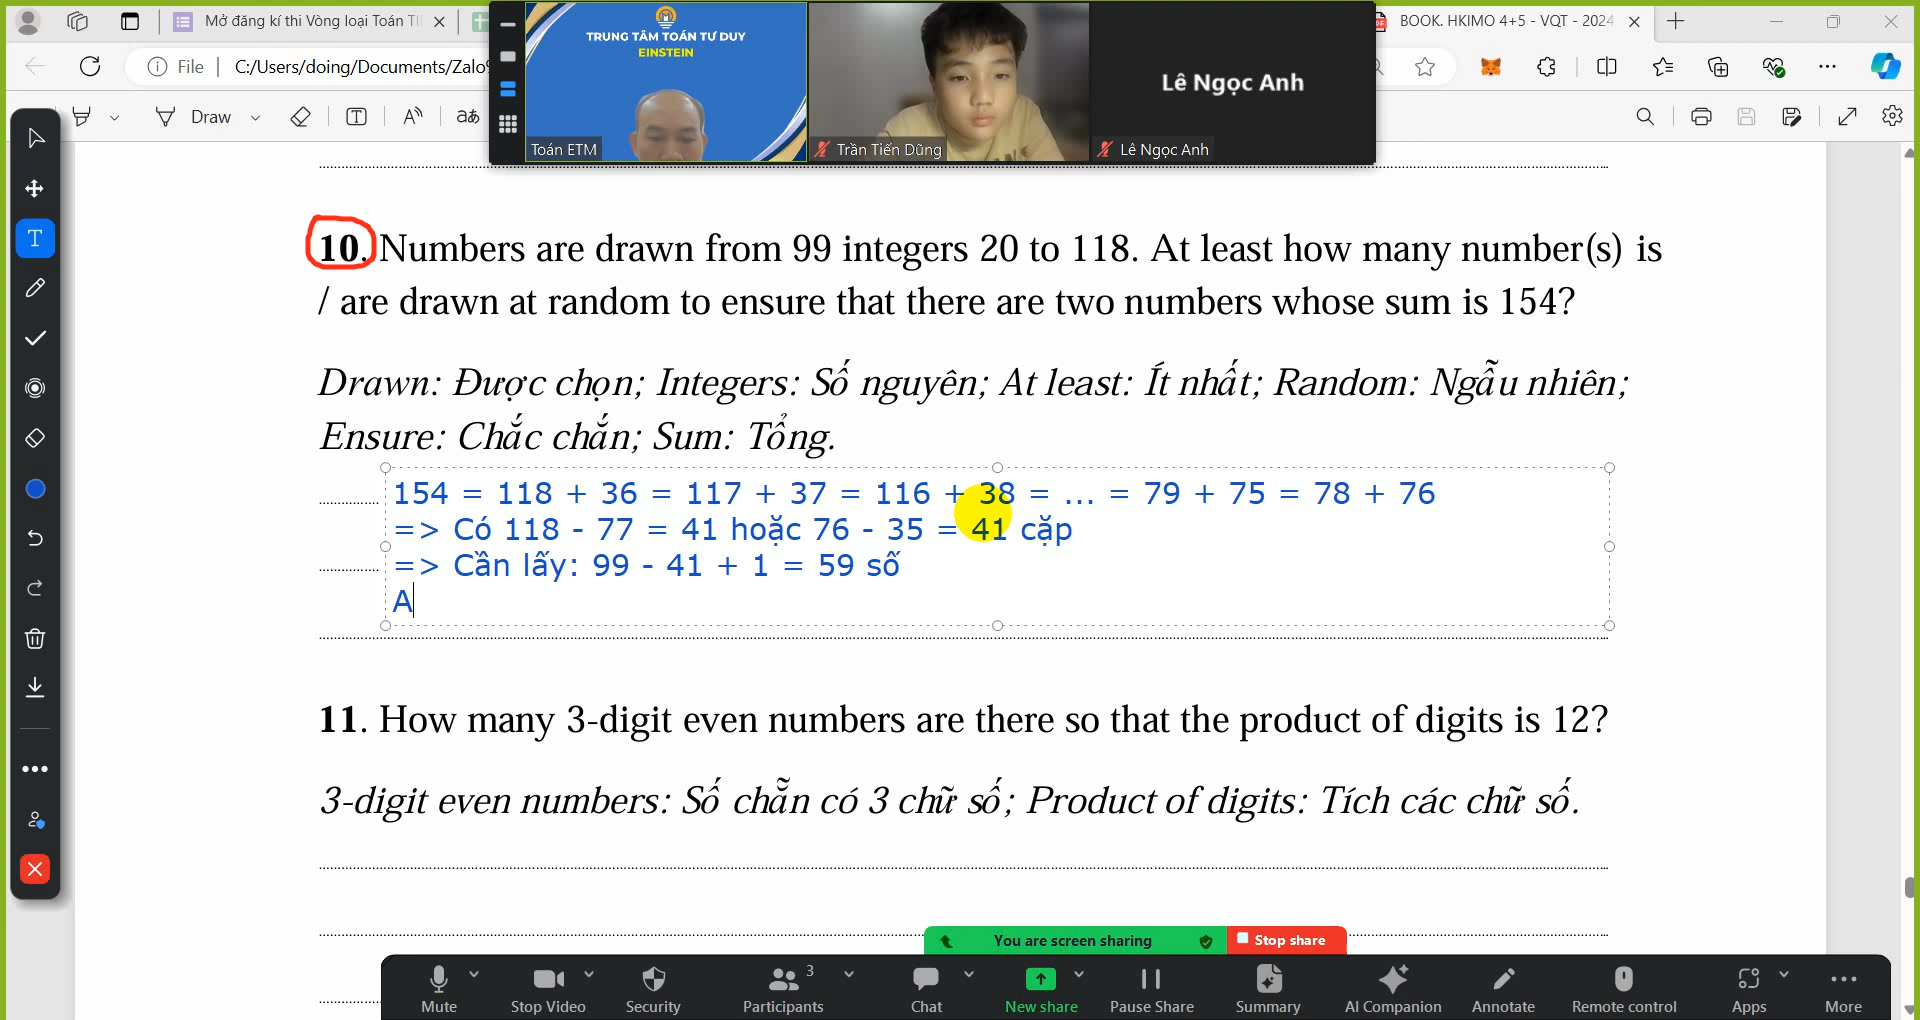 Mở đăng kí thi Vòng loại Toán TI
BOOK. HKIMO 4+5 - VQT - 2024
File
C:/Users/doing/Documents/Zalo
Draw
TRUNG TÂM TOÁN TƯ DUY
EINSTEIN
Toán ETM
Trần Tiến Dũng
Lê Ngọc Anh
Lê Ngọc Anh
10. Numbers are drawn from 99 integers 20 to 118. At least how many number(s) is
/ are drawn at random to ensure that there are two numbers whose sum is 154?
Drawn: Được chọn; Integers: Số nguyên; At least: Ít nhất; Random: Ngẫu nhiên;
Ensure: Chắc chắn; Sum: Tổng.
154 = 118 + 36 = 117 + 37 = 116 + 38 = ... = 79 + 75 = 78 + 76
=> Có 118 - 77 = 41 hoặc 76 - 35 = 41 cặp
=> Cần lấy: 99 - 41 + 1 = 59 số
A
11. How many 3-digit even numbers are there so that the product of digits is 12?
3-digit even numbers: Số chẵn có 3 chữ số; Product of digits: Tích các chữ số.
You are screen sharing
Stop share
Mute
Stop Video
Security
Participants
3
Chat
New share
Pause Share
Summary
AI Companion
Annotate
Remote control
Apps
More